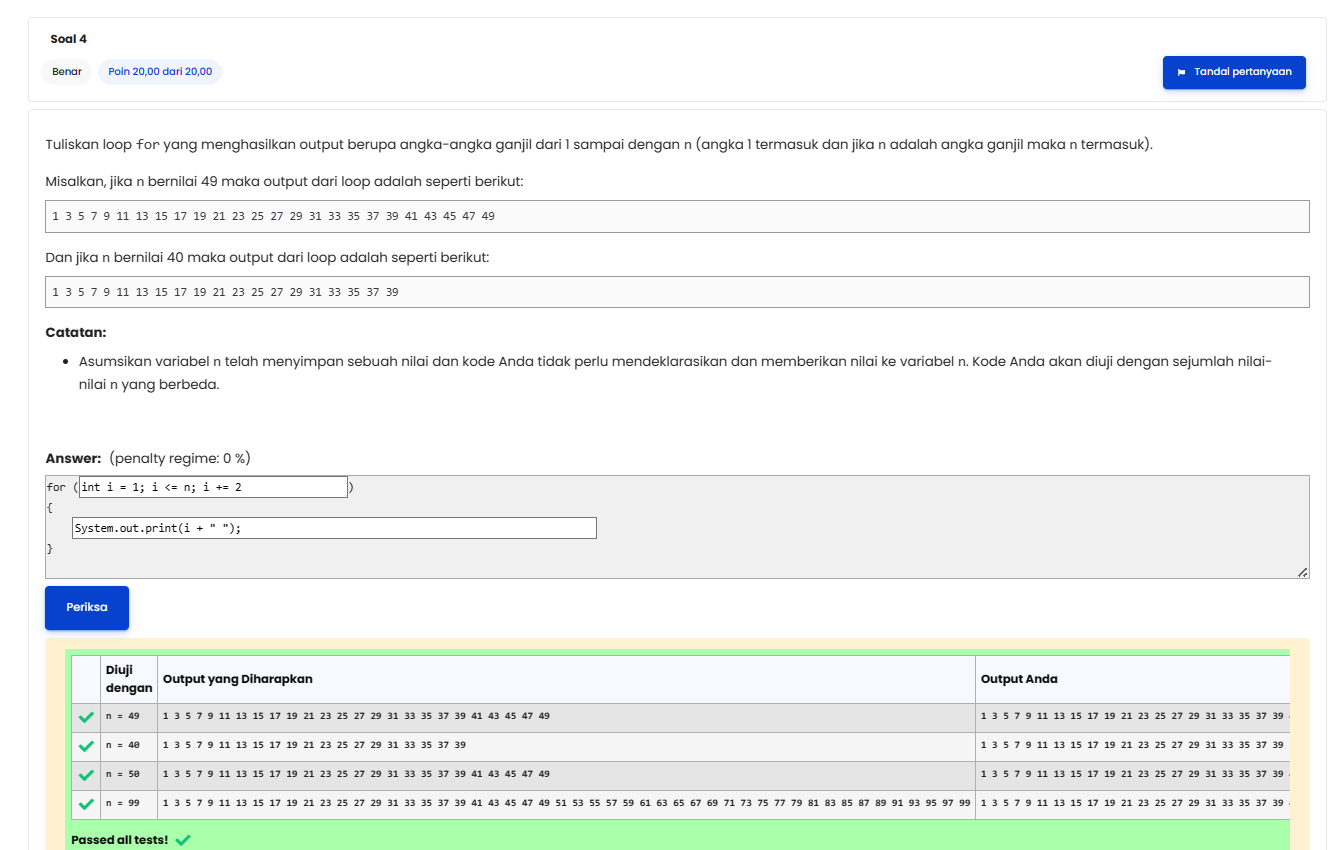 Soal 4
Benar
Poin 20,00 dari 20,00
Tandai pertanyaan
Tuliskan loop for yang menghasilkan output berupa angka-angka ganjil dari 1 sampai dengan n (angka 1 termasuk dan jika n adalah angka ganjil maka n termasuk).
Misalkan, jika n bernilai 49 maka output dari loop adalah seperti berikut:
1 3 5 7 9 11 13 15 17 19 21 23 25 27 29 31 33 35 37 39 41 43 45 47 49
Dan jika n bernilai 40 maka output dari loop adalah seperti berikut:
1 3 5 7 9 11 13 15 17 19 21 23 25 27 29 31 33 35 37 39
Catatan:
• Asumsikan variabel n telah menyimpan sebuah nilai dan kode Anda tidak perlu mendeklarasikan dan memberikan nilai ke variabel n. Kode Anda akan diuji dengan sejumlah nilai-
nilai n yang berbeda.
Answer: (penalty regime: 0 %)
for (int i = 1; i <= n; i += 2)
{
System.out.print(i + " ");
}
Periksa
Diuji
dengan
Output yang Diharapkan
Output Anda
n = 49
1 3 5 7 9 11 13 15 17 19 21 23 25 27 29 31 33 35 37 39 41 43 45 47 49
1 3 5 7 9 11 13 15 17 19 21 23 25 27 29 31 33 35 37 39
n = 40
1 3 5 7 9 11 13 15 17 19 21 23 25 27 29 31 33 35 37 39
1 3 5 7 9 11 13 15 17 19 21 23 25 27 29 31 33 35 37 39
n = 50
1 3 5 7 9 11 13 15 17 19 21 23 25 27 29 31 33 35 37 39 41 43 45 47 49
1 3 5 7 9 11 13 15 17 19 21 23 25 27 29 31 33 35 37 39
n = 99
1 3 5 7 9 11 13 15 17 19 21 23 25 27 29 31 33 35 37 39 41 43 45 47 49 51 53 55 57 59 61 63 65 67 69 71 73 75 77 79 81 83 85 87 89 91 93 95 97 99
1 3 5 7 9 11 13 15 17 19 21 23 25 27 29 31 33 35 37 39
Passed all tests!